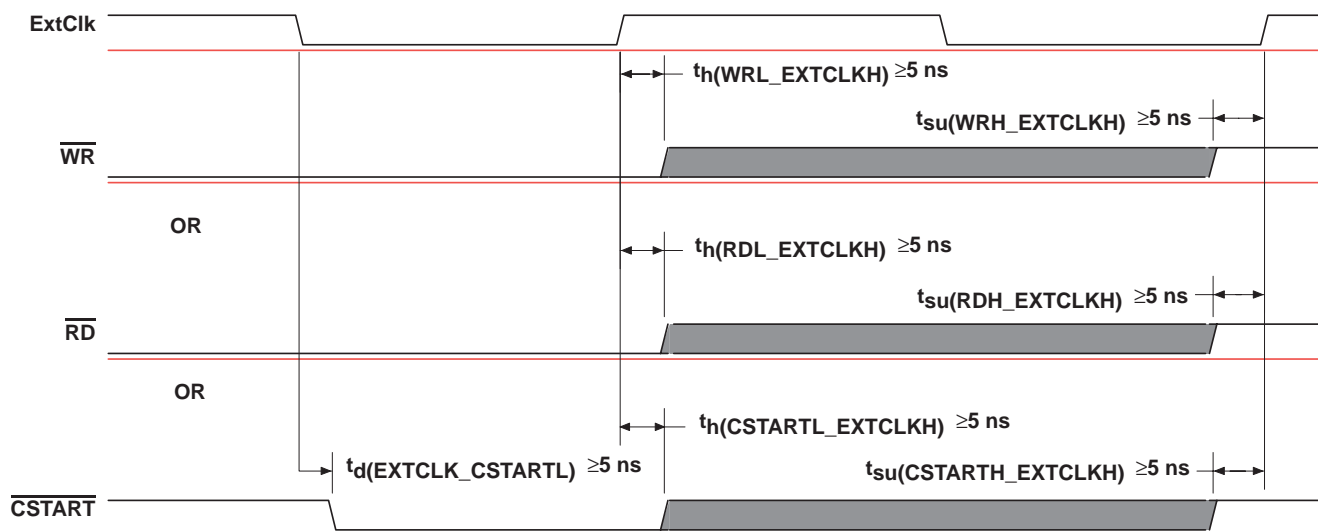 ExtClk
th(WRL_EXTCLKH) ≥5 ns
tsu(WRH_EXTCLKH) ≥5 ns
WR
OR
th(RDL_EXTCLKH) ≥5 ns
tsu(RDH_EXTCLKH) ≥5 ns
RD
OR
th(CSTARTL_EXTCLKH) ≥5 ns
td(EXTCLK_CSTARTL) ≥5 ns
tsu(CSTARTH_EXTCLKH) ≥5 ns
CSTART